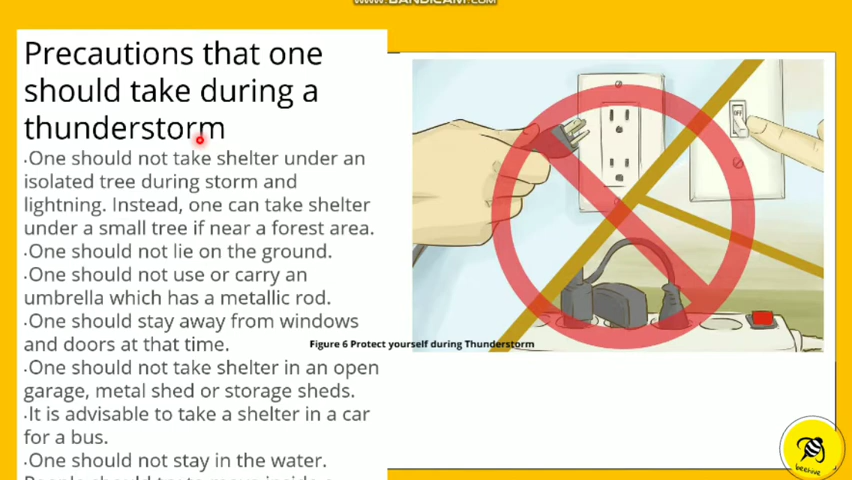 www.BANDICAM.com
Precautions that one
should take during a
thunderstorm
·One should not take shelter under an
isolated tree during storm and
lightning. Instead, one can take shelter
under a small tree if near a forest area.
·One should not lie on the ground.
·One should not use or carry an
umbrella which has a metallic rod.
·One should stay away from windows
and doors at that time.
·One should not take shelter in an open
garage, metal shed or storage sheds.
·It is advisable to take a shelter in a car
for a bus.
·One should not stay in the water.
OFF
Figure 6 Protect yourself during Thunderstorm
beehive